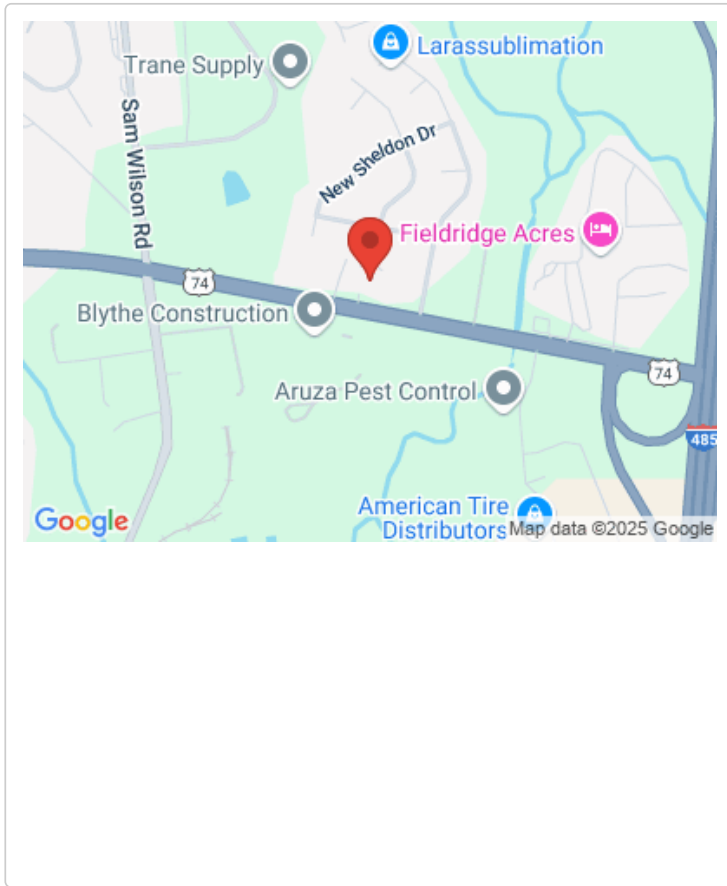 Larassublimation
Trane Supply
Sam Wilson Rd
New Sheldon Dr
Fieldridge Acres
74
Blythe Construction
74
Aruza Pest Control
485
American Tire
Distributors
Google
Map data ©2025 Google